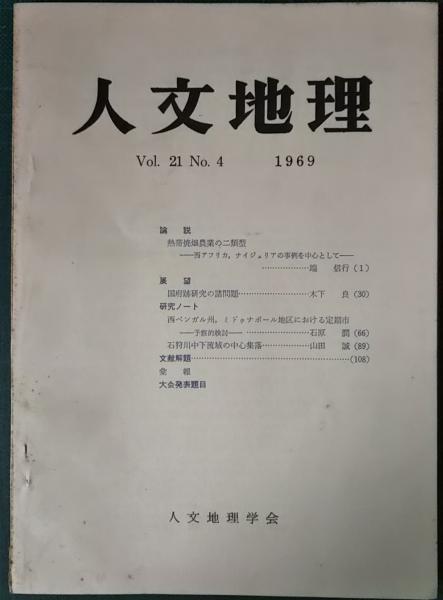 人文地理
Vol. 21 No. 4 1969
論 説
熱帯焼畑農業の二類型
――西アフリカ,ナイジェリアの事例を中心として――
………………端 信行 (1)
展 望
国府跡研究の諸問題……………………木下 良 (30)
研究ノート
西ベンガル州,ミドゥナポール地区における定期市
――予察的検討―― …………………石原 潤 (66)
石狩川中下流域の中心集落………………山田 誠 (89)
文献解題………………………………………………(108)
彙 報
大会発表題目
人文地理学会